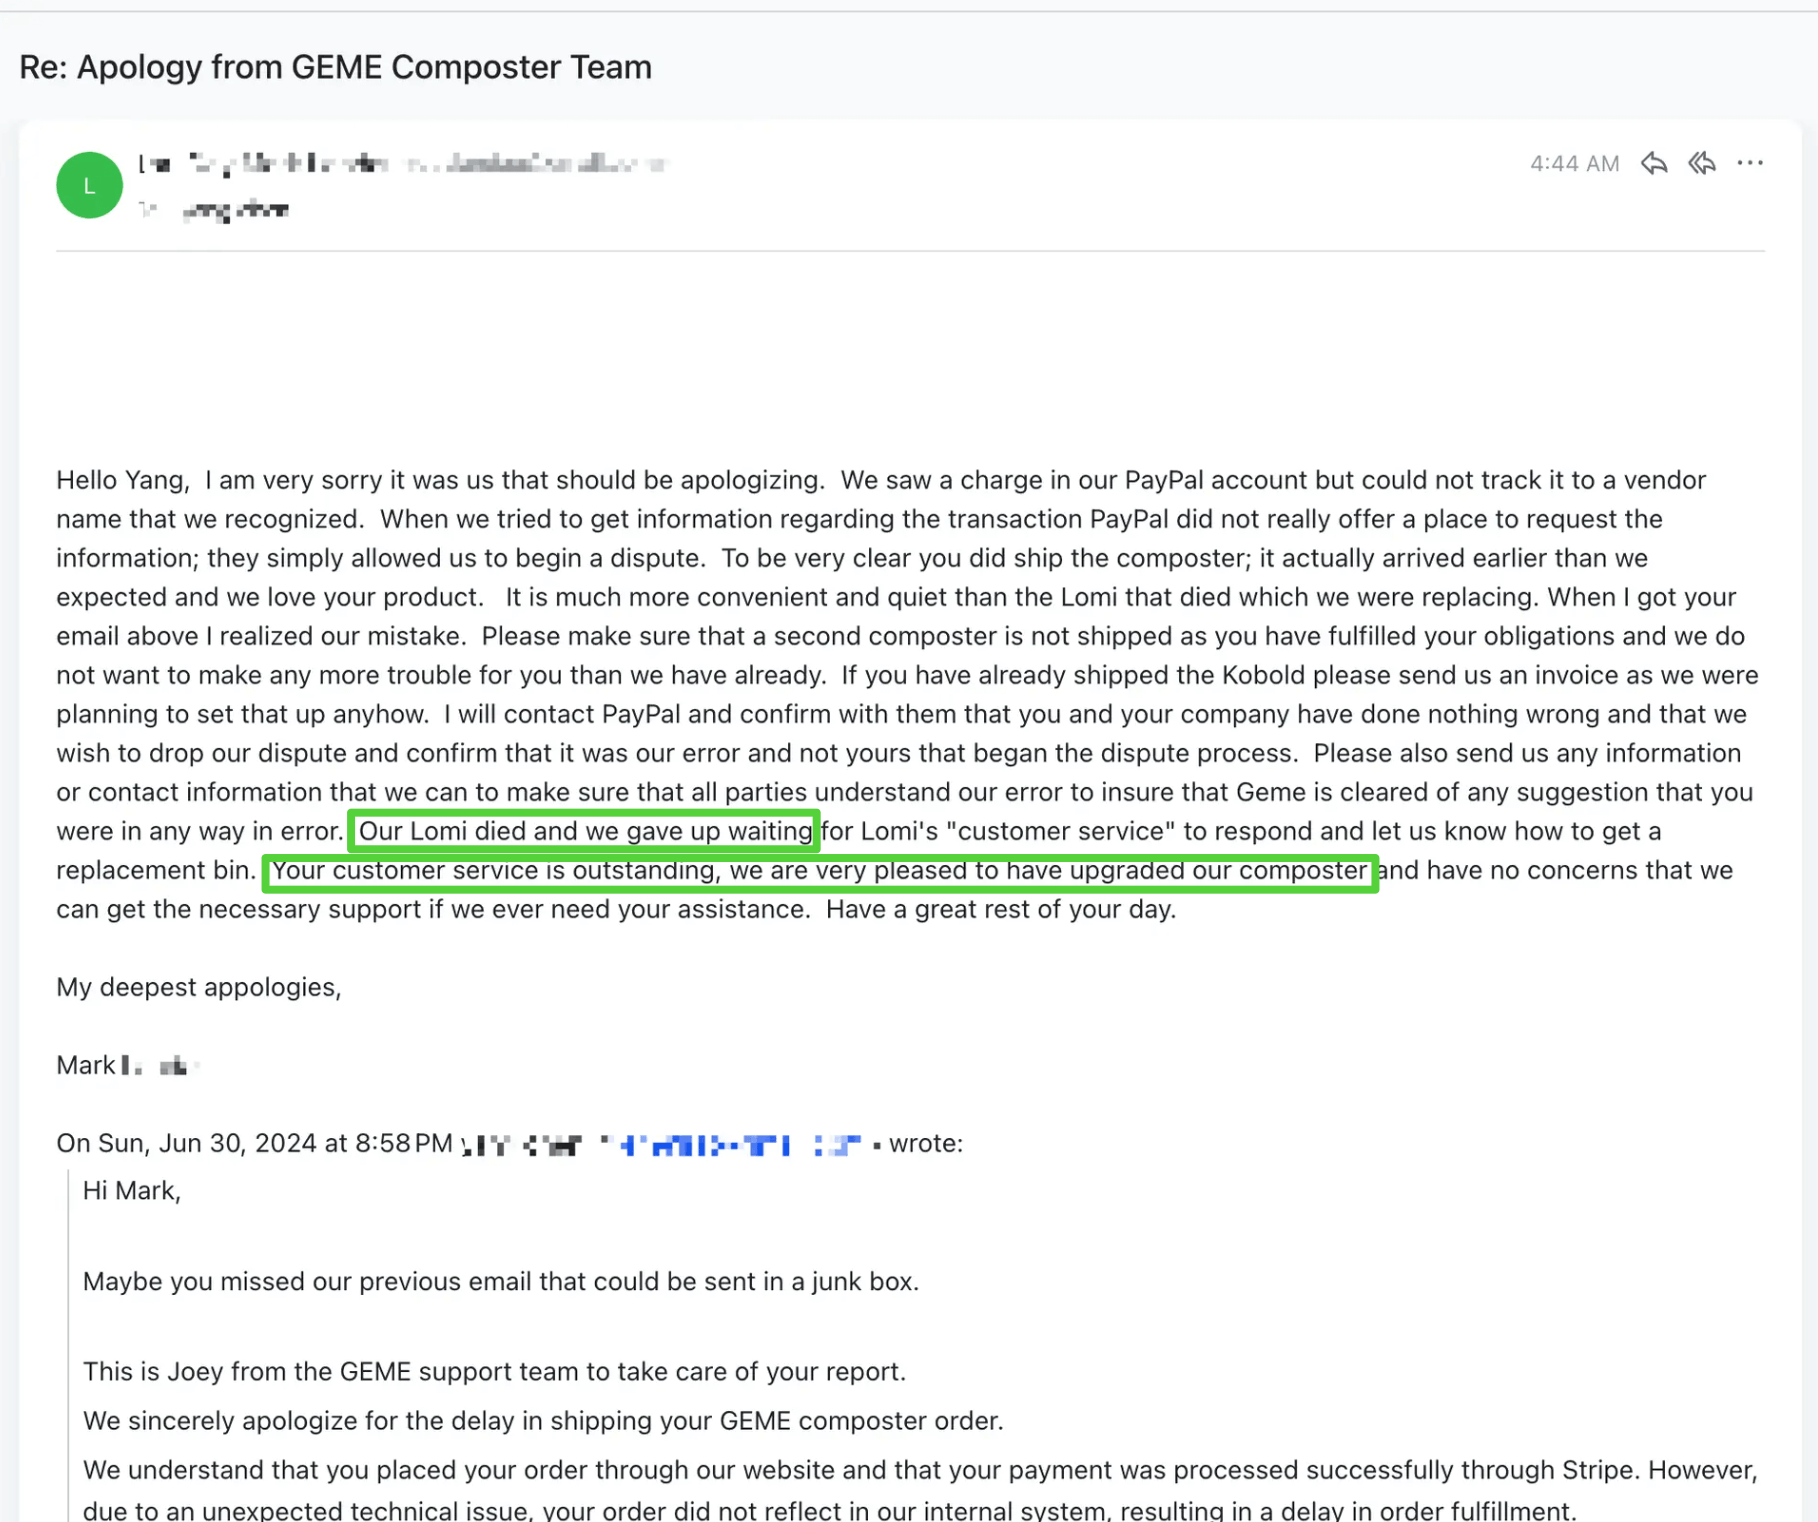 Re: Apology from GEME Composter Team
L
4:44 AM
Hello Yang,  I am very sorry it was us that should be apologizing.  We saw a charge in our PayPal account but could not track it to a vendor
name that we recognized.  When we tried to get information regarding the transaction PayPal did not really offer a place to request the
information; they simply allowed us to begin a dispute.  To be very clear you did ship the composter; it actually arrived earlier than we
expected and we love your product.   It is much more convenient and quiet than the Lomi that died which we were replacing. When I got your
email above I realized our mistake.  Please make sure that a second composter is not shipped as you have fulfilled your obligations and we do
not want to make any more trouble for you than we have already.  If you have already shipped the Kobold please send us an invoice as we were
planning to set that up anyhow.  I will contact PayPal and confirm with them that you and your company have done nothing wrong and that we
wish to drop our dispute and confirm that it was our error and not yours that began the dispute process.  Please also send us any information
or contact information that we can to make sure that all parties understand our error to insure that Geme is cleared of any suggestion that you
were in any way in error.  Our Lomi died and we gave up waiting for Lomi's "customer service" to respond and let us know how to get a
replacement bin.  Your customer service is outstanding, we are very pleased to have upgraded our composter and have no concerns that we
can get the necessary support if we ever need your assistance.  Have a great rest of your day.
My deepest appologies,
Mark
On Sun, Jun 30, 2024 at 8:58 PM wrote:
Hi Mark,
Maybe you missed our previous email that could be sent in a junk box.
This is Joey from the GEME support team to take care of your report.
We sincerely apologize for the delay in shipping your GEME composter order.
We understand that you placed your order through our website and that your payment was processed successfully through Stripe. However,
due to an unexpected technical issue, your order did not reflect in our internal system, resulting in a delay in order fulfillment.